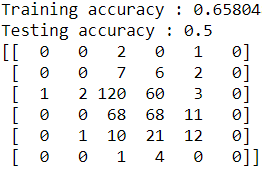 Training accuracy : 0.65804
Testing accuracy : 0.5
[[ 0 0 2 0 1 0]
[ 0 0 7 6 2 0]
[ 1 2 120 60 3 0]
[ 0 0 68 68 11 0]
[ 0 1 10 21 12 0]
[ 0 0 1 4 0 0]]